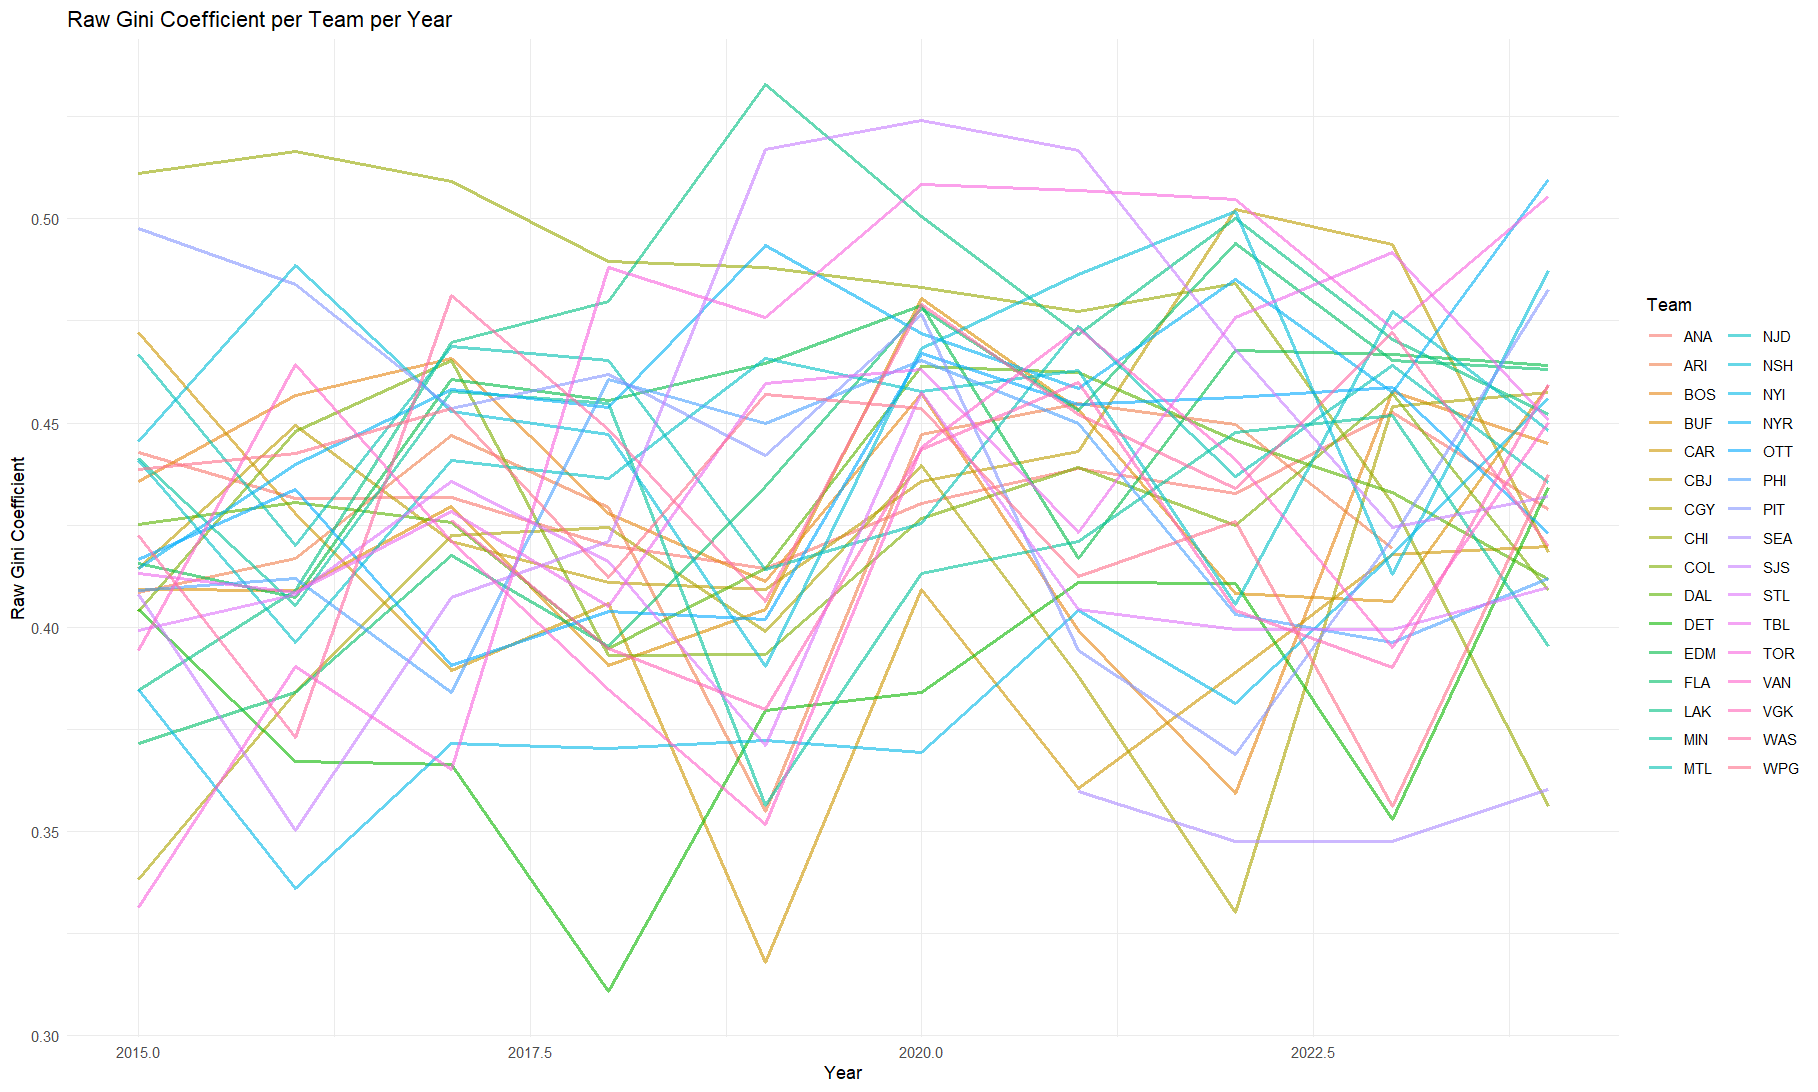 Raw Gini Coefficient per Team per Year
Raw Gini Coefficient
0.50
0.45
0.40
0.35
0.30
2015.0
2017.5
2020.0
2022.5
Year
Team
ANA
ARI
BOS
BUF
CAR
CBJ
CGY
CHI
COL
DAL
DET
EDM
FLA
LAK
MIN
MTL
NJD
NSH
NYI
NYR
OTT
PHI
PIT
SEA
SJS
STL
TBL
TOR
VAN
VGK
WAS
WPG